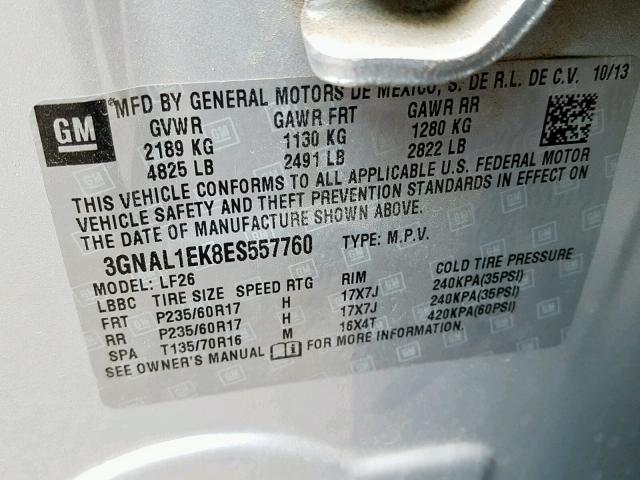 GM
MFD BY GENERAL MOTORS DE MEXICO, S. DE R.L. DE C.V. 10/13
GVWR GAWR FRT GAWR RR
2189 KG 1130 KG 1280 KG
4825 LB 2491 LB 2822 LB
THIS VEHICLE CONFORMS TO ALL APPLICABLE U.S. FEDERAL MOTOR
VEHICLE SAFETY AND THEFT PREVENTION STANDARDS IN EFFECT ON
THE DATE OF MANUFACTURE SHOWN ABOVE.
3GNAL1EK8ES557760 TYPE: M.P.V.
MODEL: LF26
LBBC TIRE SIZE SPEED RTG RIM COLD TIRE PRESSURE
FRT P235/60R17 H 17X7J 240KPA(35PSI)
RR P235/60R17 H 17X7J 240KPA(35PSI)
SPA T135/70R16 M 16X4T 420KPA(60PSI)
SEE OWNER'S MANUAL FOR MORE INFORMATION.